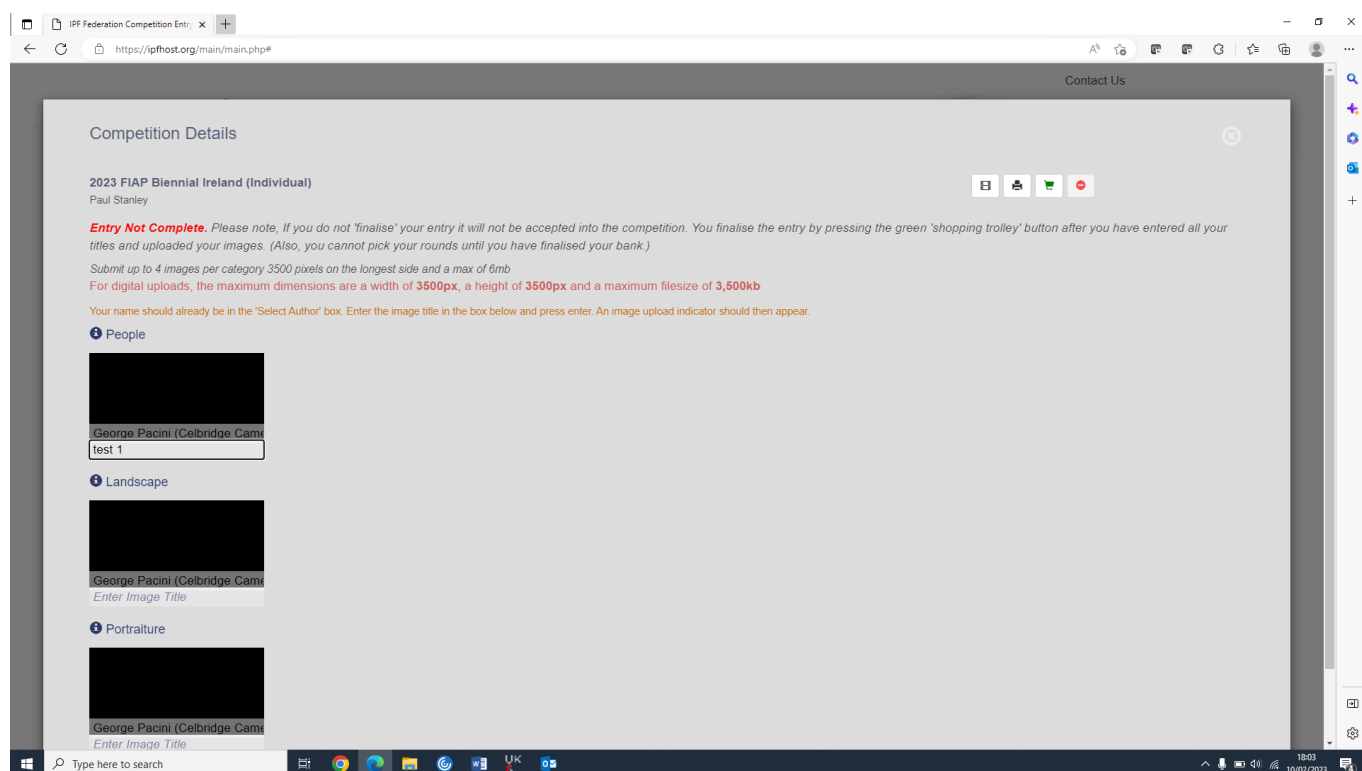 IPF Federation Competition Entry
https://ipfhost.org/main/main.php#
Contact Us
Competition Details
2023 FIAP Biennial Ireland (Individual)
Paul Stanley
Entry Not Complete. Please note, If you do not 'finalise' your entry it will not be accepted into the competition. You finalise the entry by pressing the green 'shopping trolley' button after you have entered all your
titles and uploaded your images. (Also, you cannot pick your rounds until you have finalised your bank.)
Submit up to 4 images per category 3500 pixels on the longest side and a max of 6mb
For digital uploads, the maximum dimensions are a width of 3500px, a height of 3500px and a maximum filesize of 3,500kb
Your name should already be in the 'Select Author' box. Enter the image title in the box below and press enter. An image upload indicator should then appear.
People
George Pacini (Celbridge Came
test 1
Landscape
George Pacini (Celbridge Came
Enter Image Title
Portraiture
George Pacini (Celbridge Came
Enter Image Title
Type here to search
UK
18:03
10/02/2023